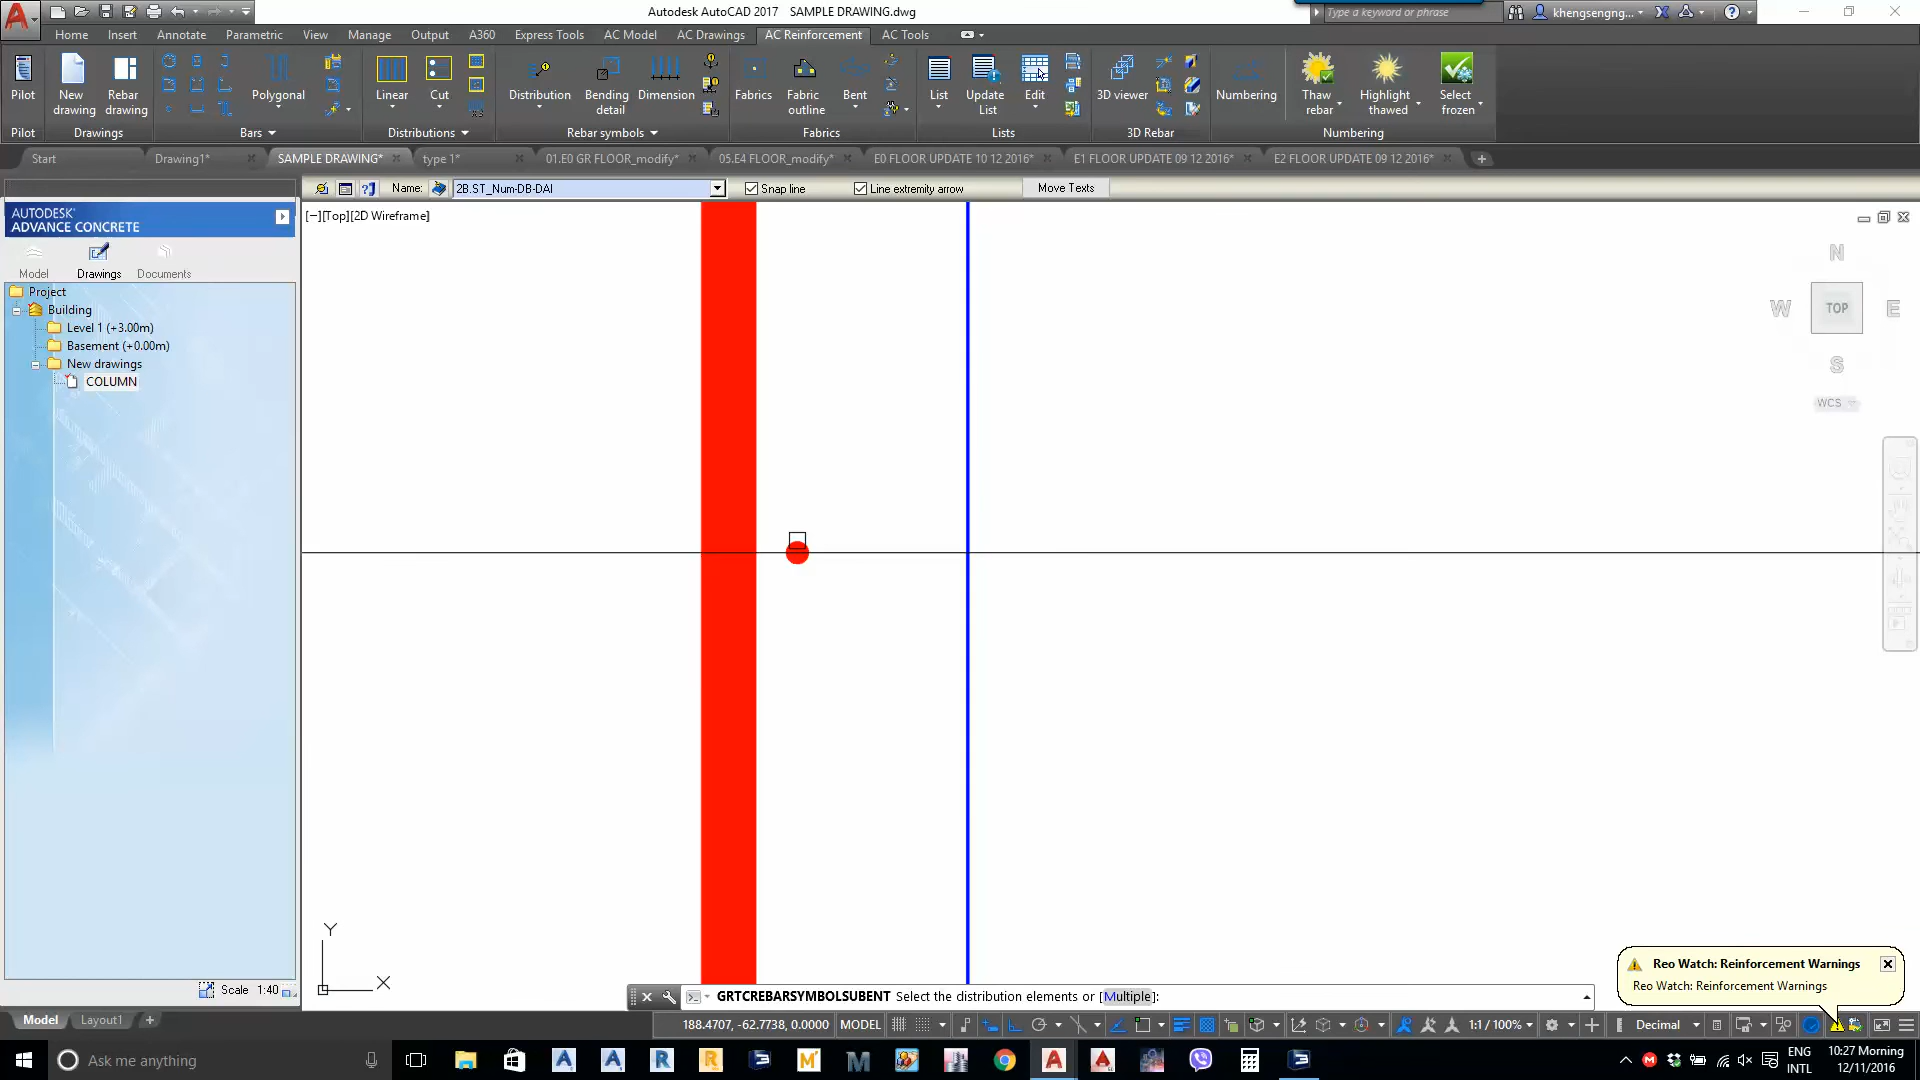 Autodesk AutoCAD 2017 SAMPLE DRAWING.dwg
Type a keyword or phrase
khengsengng...
Home Insert Annotate Parametric View Manage Output A360 Express Tools AC Model AC Drawings AC Reinforcement AC Tools
Pilot New drawing Rebar drawing Polygonal Linear Cut Distribution Bending detail Dimension Fabrics Fabric outline Bent List Update List Edit 3D viewer Numbering Thaw rebar Highlight thawed Select frozen
Pilot Drawings Bars Distributions Rebar symbols Fabrics Lists 3D Rebar Numbering
Start Drawing1* SAMPLE DRAWING* type 1* 01.E0 GR FLOOR_modify* 05.E4 FLOOR_modify* E0 FLOOR UPDATE 10 12 2016* E1 FLOOR UPDATE 09 12 2016* E2 FLOOR UPDATE 09 12 2016*
Name: 2B.ST_Num-DB-DAI Snap line Line extremity arrow Move Texts
AUTODESK
ADVANCE CONCRETE
Model Drawings Documents
Project
Building
Level 1 (+3.00m)
Basement (+0.00m)
New drawings
COLUMN
Scale 1:40
[−][Top][2D Wireframe]
N
W TOP E
S
WCS
Y
X
Reo Watch: Reinforcement Warnings
Reo Watch: Reinforcement Warnings
GRTCREBARSYMBOLSUBENT Select the distribution elements or [Multiple]:
Model Layout1
188.4707, -62.7738, 0.0000 MODEL 1:1 / 100% Decimal
Ask me anything
ENG
INTL
10:27 Morning
12/11/2016